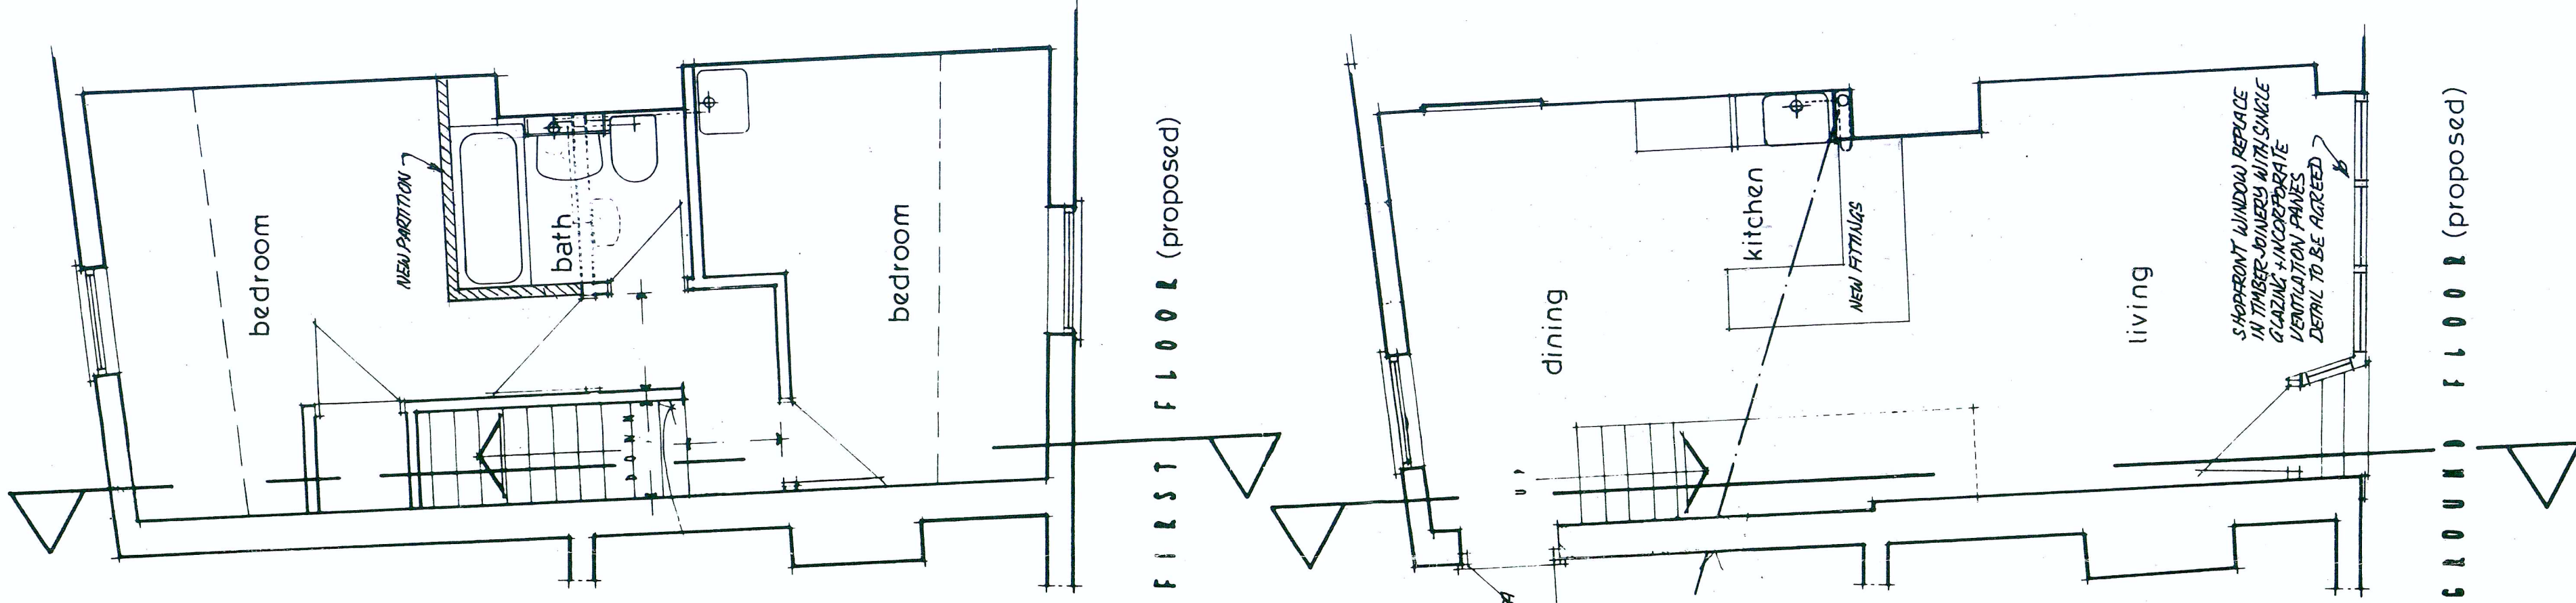 bedroom
NEW PARTITION
bath
bedroom
DOWN
FIRST FLOOR (proposed)
dining
kitchen
NEW FITTINGS
UP
living
SHOPFRONT WINDOW REPLACE
IN TIMBER JOINERY WITH SINGLE
GLAZING + INCORPORATE
VENTILATION PANES
DETAIL TO BE AGREED
GROUND FLOOR (proposed)